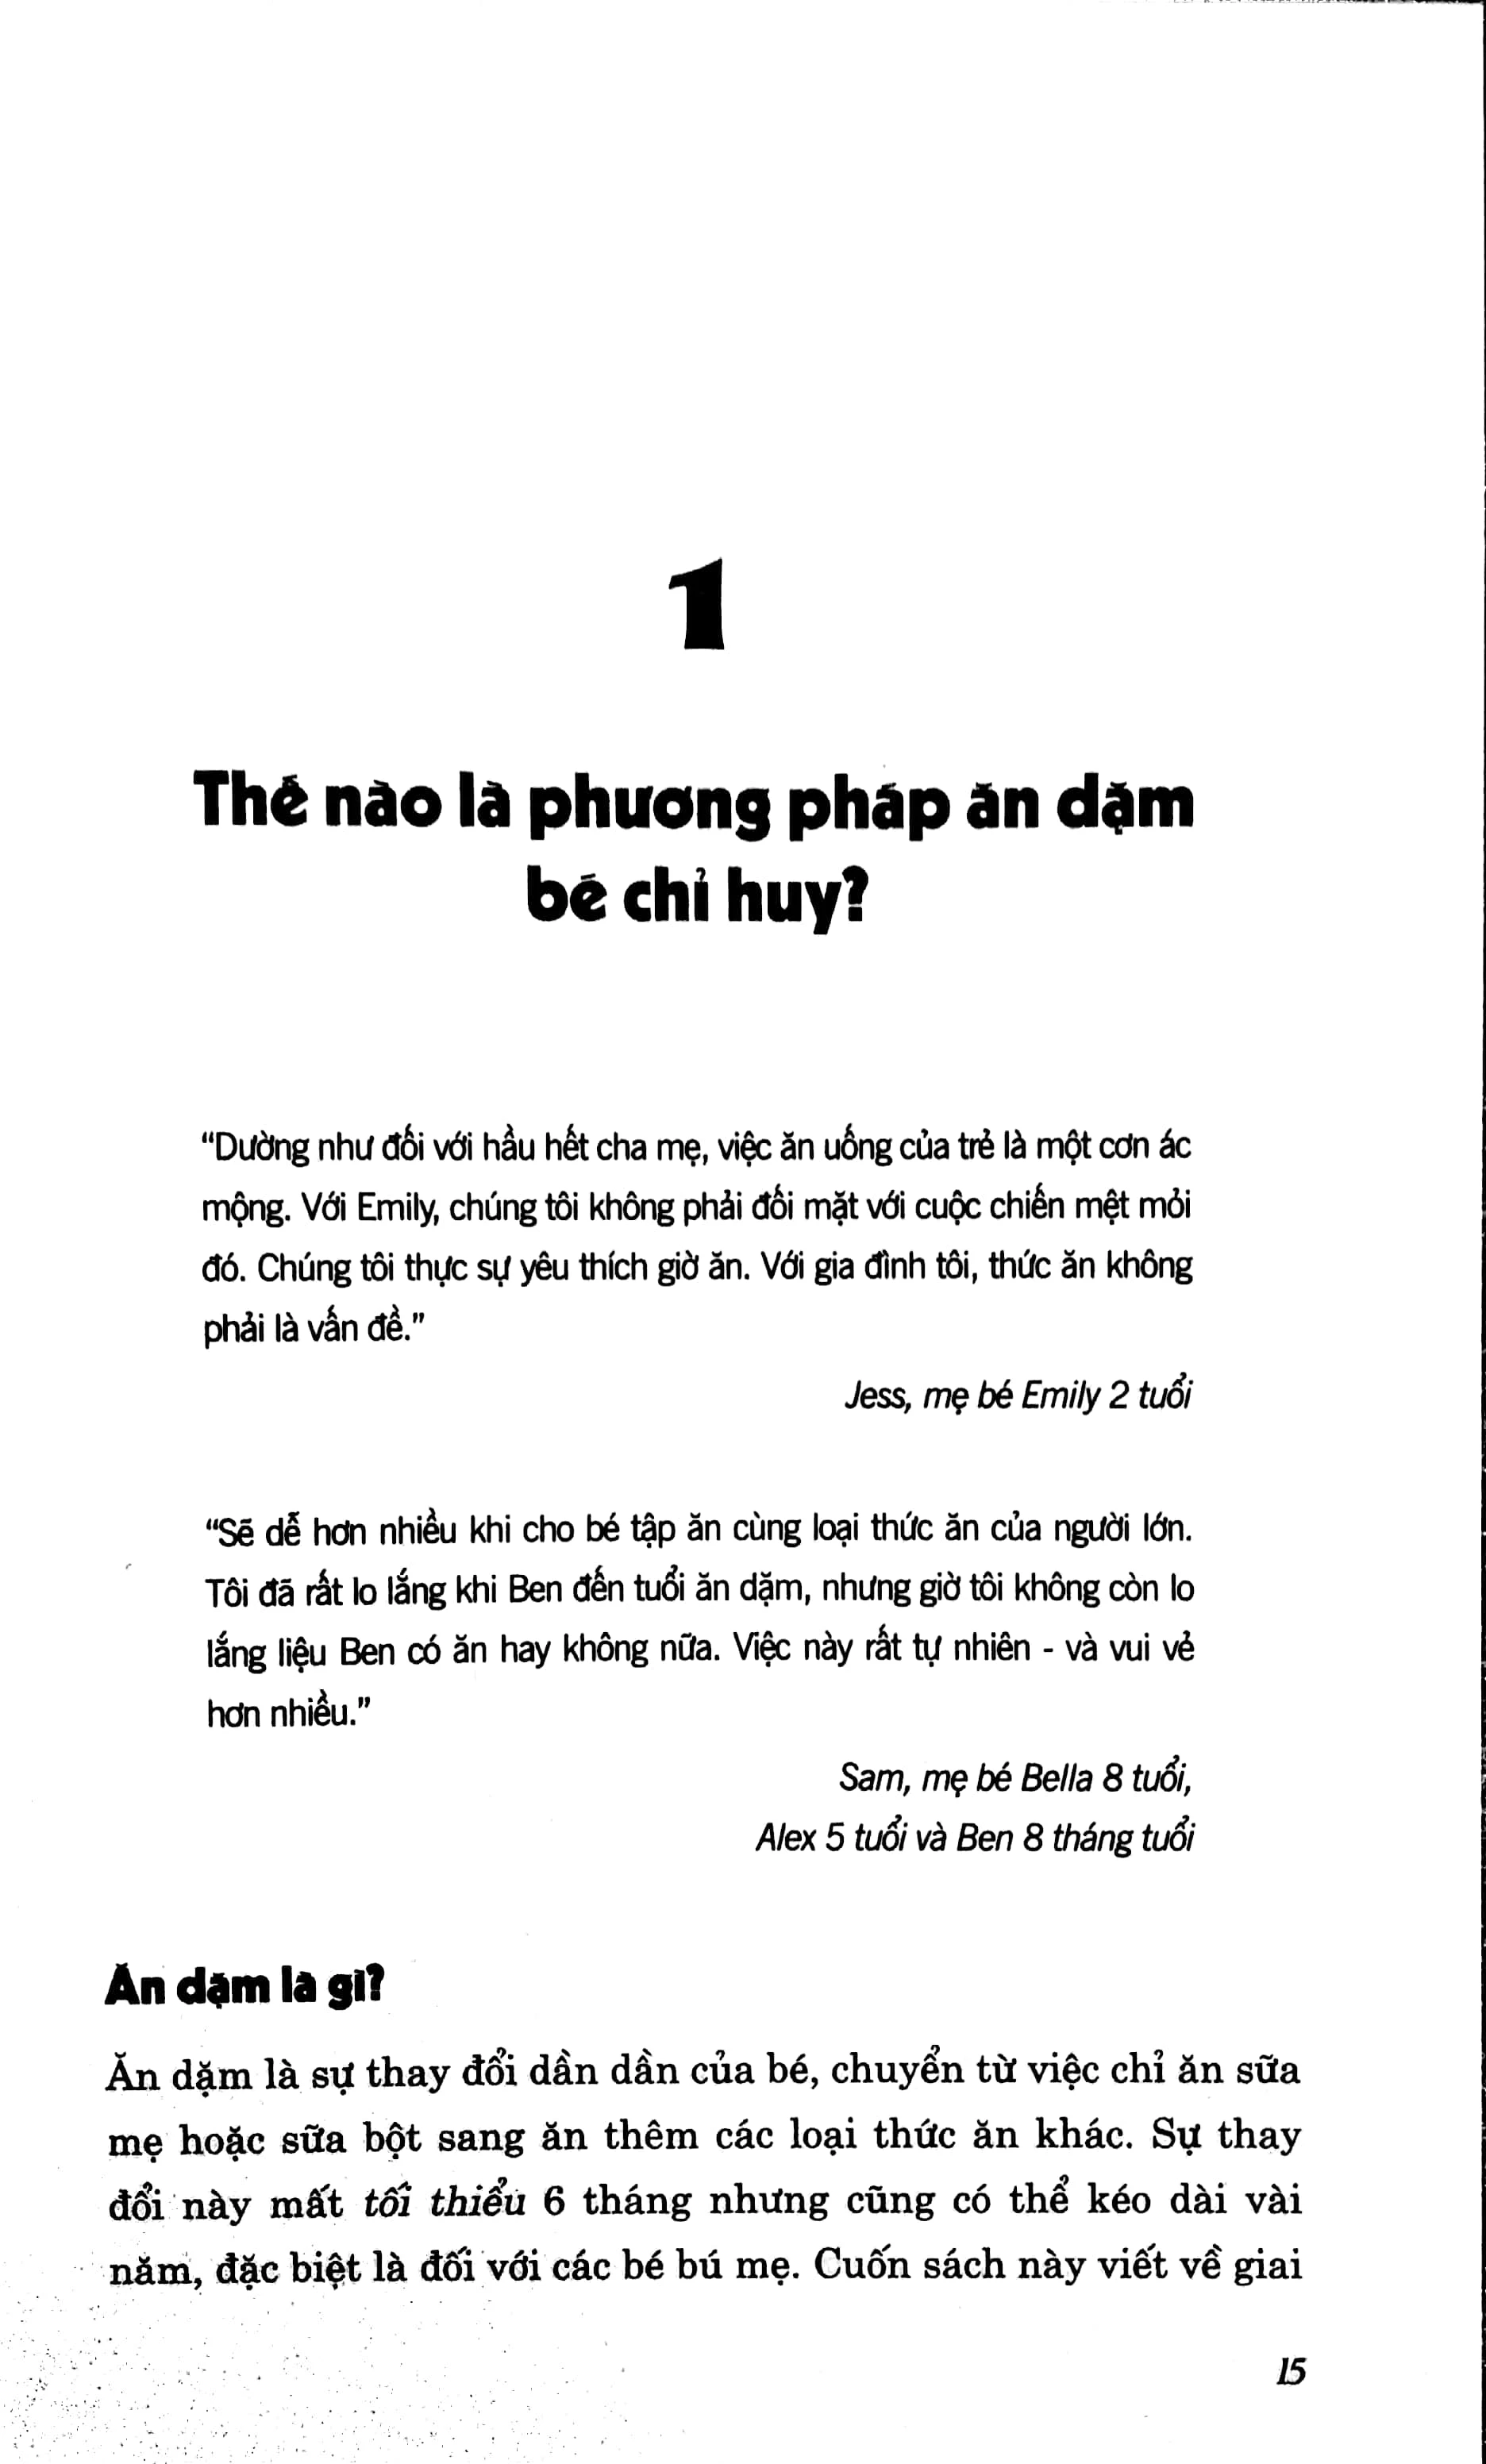 1
Thế nào là phương pháp ăn dặm
bé chỉ huy?
“Dường như đối với hầu hết cha mẹ, việc ăn uống của trẻ là một cơn ác
mộng. Với Emily, chúng tôi không phải đối mặt với cuộc chiến mệt mỏi
đó. Chúng tôi thực sự yêu thích giờ ăn. Với gia đình tôi, thức ăn không
phải là vấn đề.”
Jess, mẹ bé Emily 2 tuổi
“Sẽ dễ hơn nhiều khi cho bé tập ăn cùng loại thức ăn của người lớn.
Tôi đã rất lo lắng khi Ben đến tuổi ăn dặm, nhưng giờ tôi không còn lo
lắng liệu Ben có ăn hay không nữa. Việc này rất tự nhiên - và vui vẻ
hơn nhiều.”
Sam, mẹ bé Bella 8 tuổi,
Alex 5 tuổi và Ben 8 tháng tuổi
Ăn dặm là gì?
Ăn dặm là sự thay đổi dần dần của bé, chuyển từ việc chỉ ăn sữa
mẹ hoặc sữa bột sang ăn thêm các loại thức ăn khác. Sự thay
đổi này mất tối thiểu 6 tháng nhưng cũng có thể kéo dài vài
năm, đặc biệt là đối với các bé bú mẹ. Cuốn sách này viết về giai
15